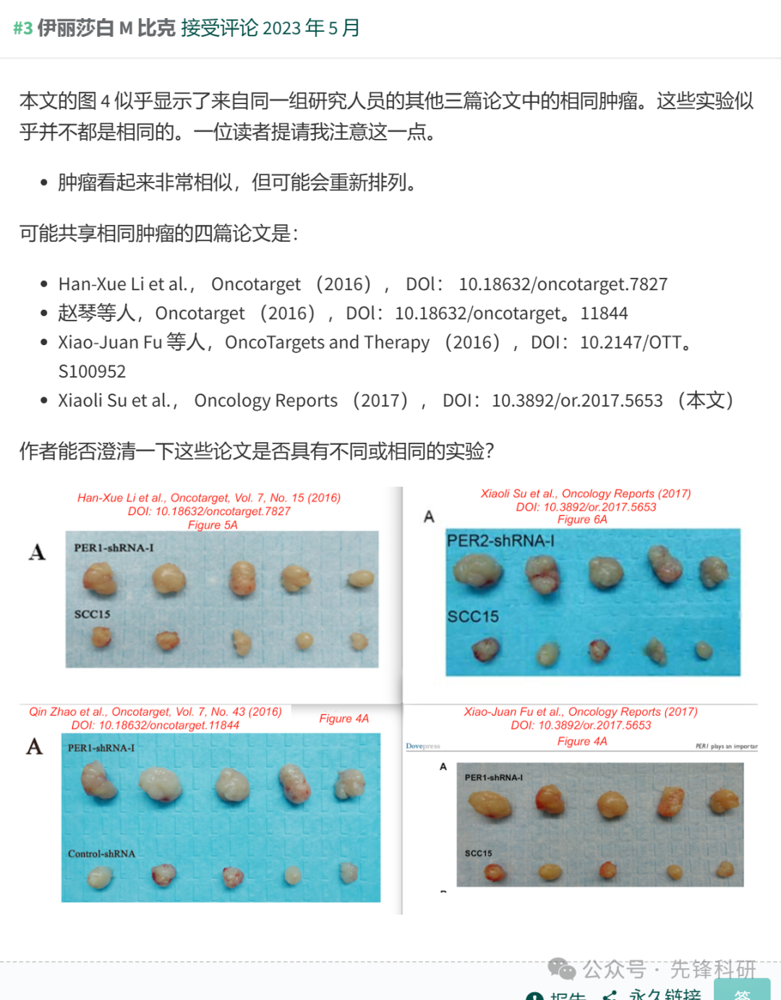 #3 伊丽莎白 M 比克 接受评论 2023 年 5 月
本文的图 4 似乎显示了来自同一组研究人员的其他三篇论文中的相同肿瘤。这些实验似
乎并不都是相同的。一位读者提请我注意这一点。
• 肿瘤看起来非常相似，但可能会重新排列。
可能共享相同肿瘤的四篇论文是：
• Han-Xue Li et al.， Oncotarget （2016）， DOl： 10.18632/oncotarget.7827
• 赵琴等人，Oncotarget （2016）, DOl：10.18632/oncotarget。11844
• Xiao-Juan Fu 等人，OncoTargets and Therapy （2016）, DOI：10.2147/OTT。
S100952
• Xiaoli Su et al.， Oncology Reports （2017）， DOI：10.3892/or.2017.5653 （本文）
作者能否澄清一下这些论文是否具有不同或相同的实验？
Han-Xue Li et al., Oncotarget, Vol. 7, No. 15 (2016)
DOI: 10.18632/oncotarget.7827
Figure 5A
A
PER1-shRNA-I
SCC15
Xiaoli Su et al., Oncology Reports (2017)
DOI: 10.3892/or.2017.5653
Figure 6A
A
PER2-shRNA-I
SCC15
Qin Zhao et al., Oncotarget, Vol. 7, No. 43 (2016)
DOI: 10.18632/oncotarget.11844
Figure 4A
A
PER1-shRNA-I
Control-shRNA
Xiao-Juan Fu et al., Oncology Reports (2017)
DOI: 10.3892/or.2017.5653
Figure 4A
Dovepress
PER1 plays an importan
A
PER1-shRNA-I
SCC15
公众号 · 先锋科研
报告 永久链接 答